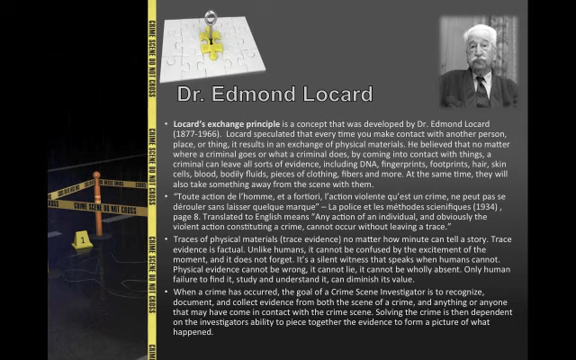 Dr. Edmond Locard
• Locard's exchange principle is a concept that was developed by Dr. Edmond Locard
(1877-1966). Locard speculated that every time you make contact with another person,
place, or thing, it results in an exchange of physical materials. He believed that no matter
where a criminal goes or what a criminal does, by coming into contact with things, a
criminal can leave all sorts of evidence, including DNA, fingerprints, footprints, hair, skin
cells, blood, bodily fluids, pieces of clothing, fibers and more. At the same time, they will
also take something away from the scene with them.
• "Toute action de l'homme, et a fortiori, l'action violente qu'est un crime, ne peut pas se
dérouler sans laisser quelque marque" – La police et les méthodes scienifiques (1934) ,
page 8. Translated to English means "Any action of an individual, and obviously the
violent action constituting a crime, cannot occur without leaving a trace."
• Traces of physical materials (trace evidence) no matter how minute can tell a story. Trace
evidence is factual. Unlike humans, it cannot be confused by the excitement of the
moment, and it does not forget. It's a silent witness that speaks when humans cannot.
Physical evidence cannot be wrong, it cannot lie, it cannot be wholly absent. Only human
failure to find it, study and understand it, can diminish its value.
• When a crime has occurred, the goal of a Crime Scene Investigator is to recognize,
document, and collect evidence from both the scene of a crime, and anything or anyone
that may have come in contact with the crime scene. Solving the crime is then dependent
on the investigators ability to piece together the evidence to form a picture of what
happened.
CRIME SCENE DO NOT CROSS
CRIME SCENE DO NOT CROSS
CRIME SCENE DO NOT CROSS
1